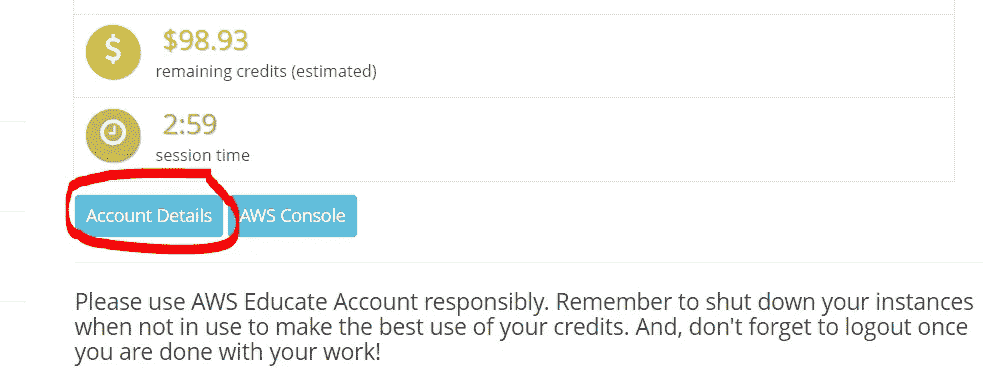 $
$98.93
remaining credits (estimated)
2:59
session time
Account Details AWS Console
Please use AWS Educate Account responsibly. Remember to shut down your instances
when not in use to make the best use of your credits. And, don't forget to logout once
you are done with your work!